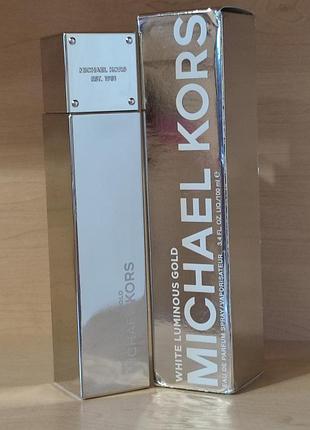 MICHAEL KORS
EST. 1981
GOLD
MICHAEL KORS
WHITE LUMINOUS GOLD
MICHAEL KORS
EAU DE PARFUM SPRAY/VAPORISATEUR 3.4 FL. OZ. LIQ/100 ml ℮